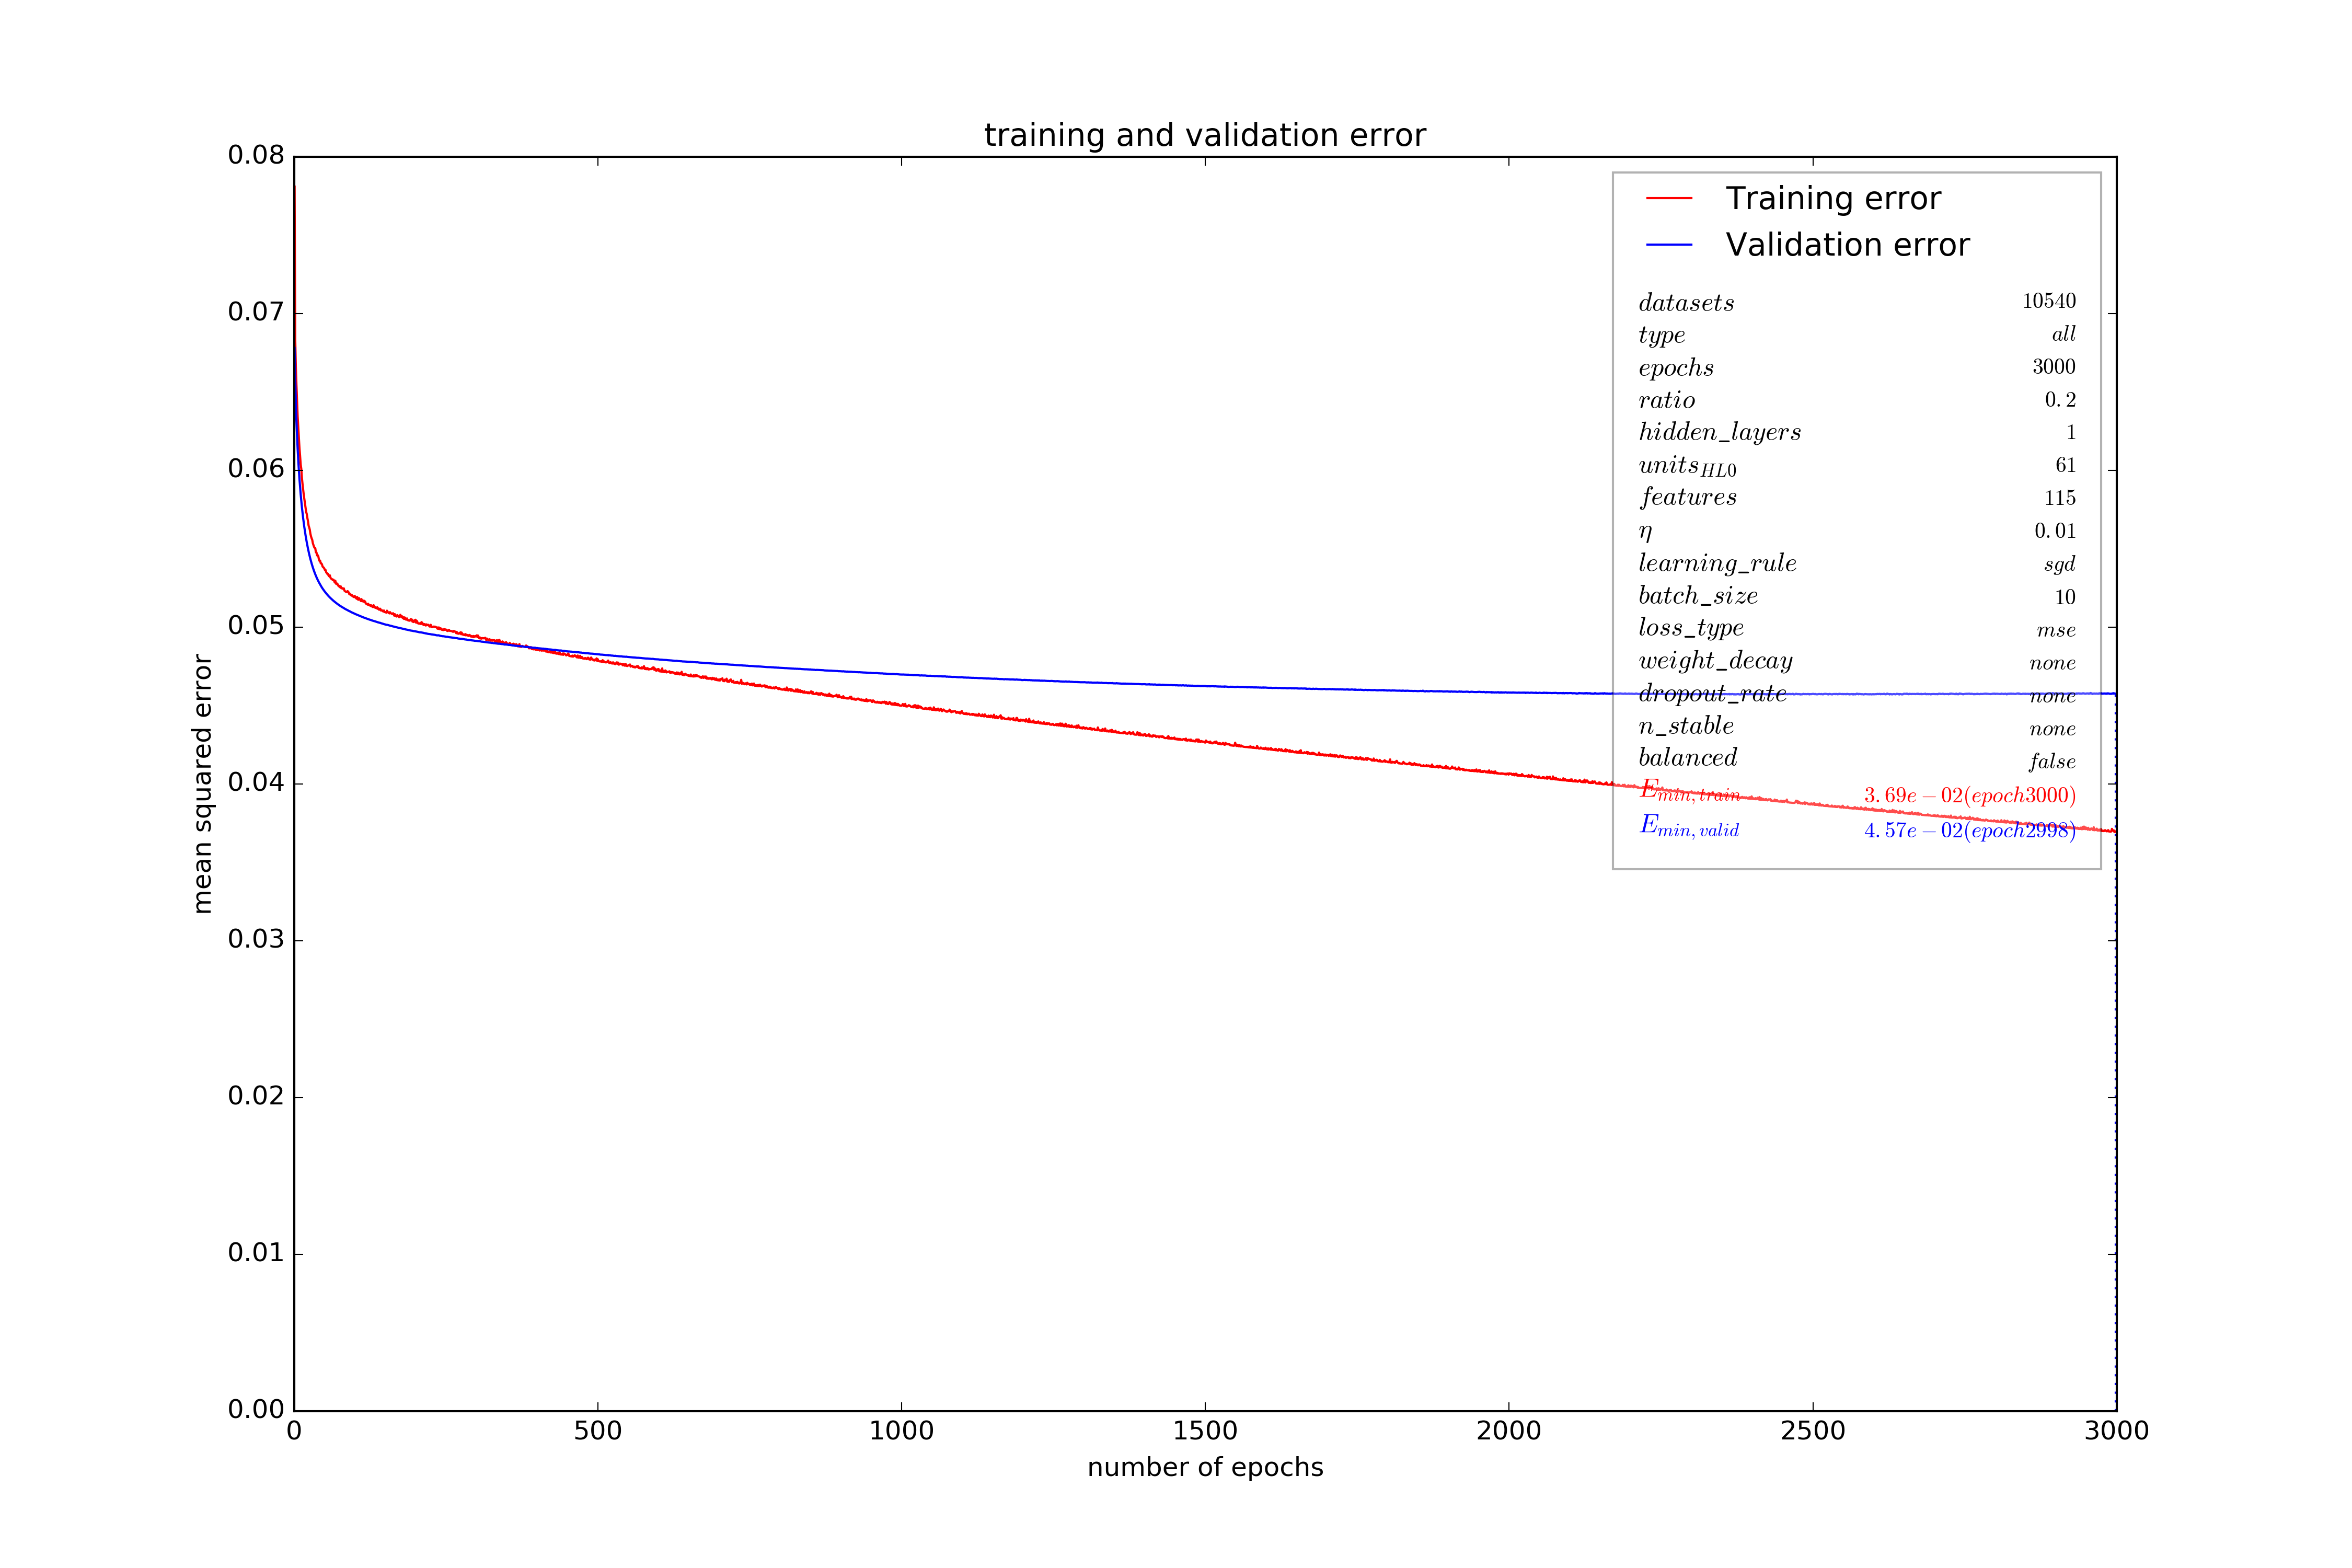 training and validation error
0.08
0.07
0.06
0.05
0.04
0.03
0.02
0.01
0.00
mean squared error
0 500 1000 1500 2000 2500 3000
number of epochs
Training error
Validation error
datasets 10540
type all
epochs 3000
ratio 0.2
hidden_layers 1
units_HL0 61
features 115
η 0.01
learning_rule sgd
batch_size 10
loss_type mse
weight_decay none
dropout_rate none
n_stable none
balanced false
E_min,train 3.69e−02(epoch3000)
E_min,valid 4.57e−02(epoch2998)